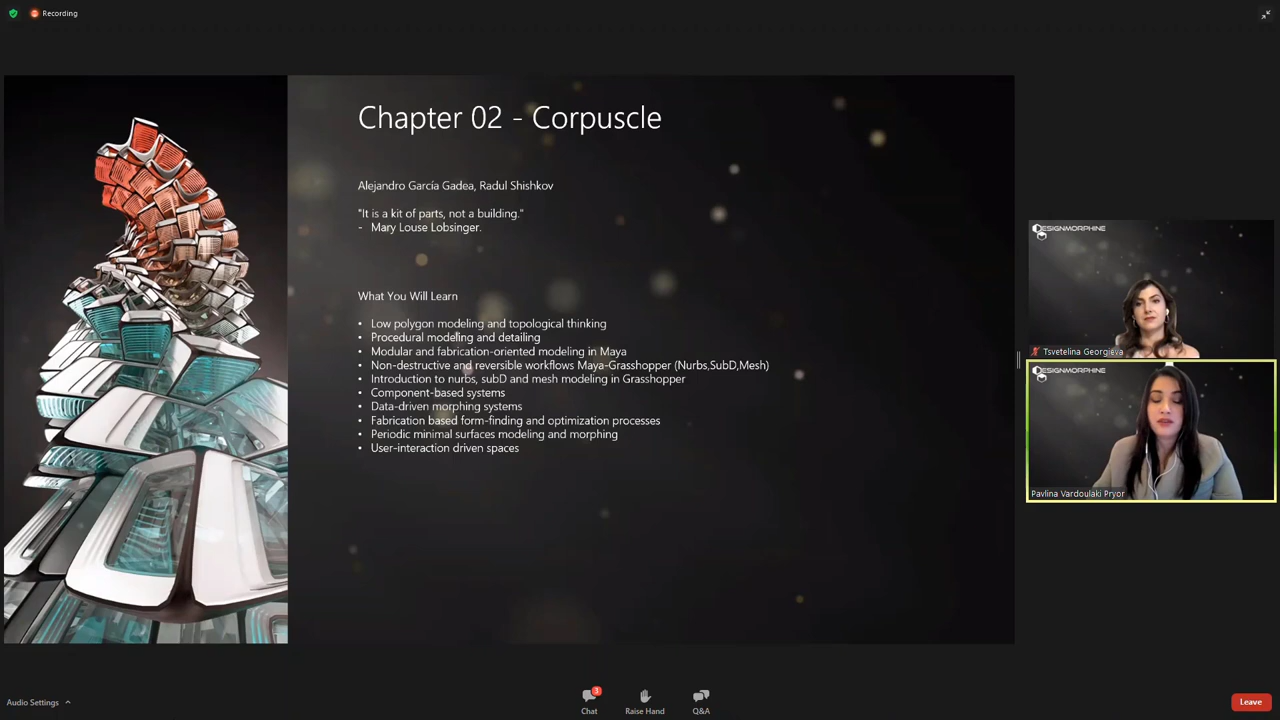 Recording
Chapter 02 - Corpuscle
Alejandro García Gadea, Radul Shishkov
"It is a kit of parts, not a building."
- Mary Louse Lobsinger.
What You Will Learn
• Low polygon modeling and topological thinking
• Procedural modeling and detailing
• Modular and fabrication-oriented modeling in Maya
• Non-destructive and reversible workflows Maya-Grasshopper (Nurbs,SubD,Mesh)
• Introduction to nurbs, subD and mesh modeling in Grasshopper
• Component-based systems
• Data-driven morphing systems
• Fabrication based form-finding and optimization processes
• Periodic minimal surfaces modeling and morphing
• User-interaction driven spaces
DESIGNMORPHINE
Tsvetelina Georgieva
DESIGNMORPHINE
Pavlina Vardoulaki Pryor
Audio Settings
3
Chat
Raise Hand
Q&A
Leave